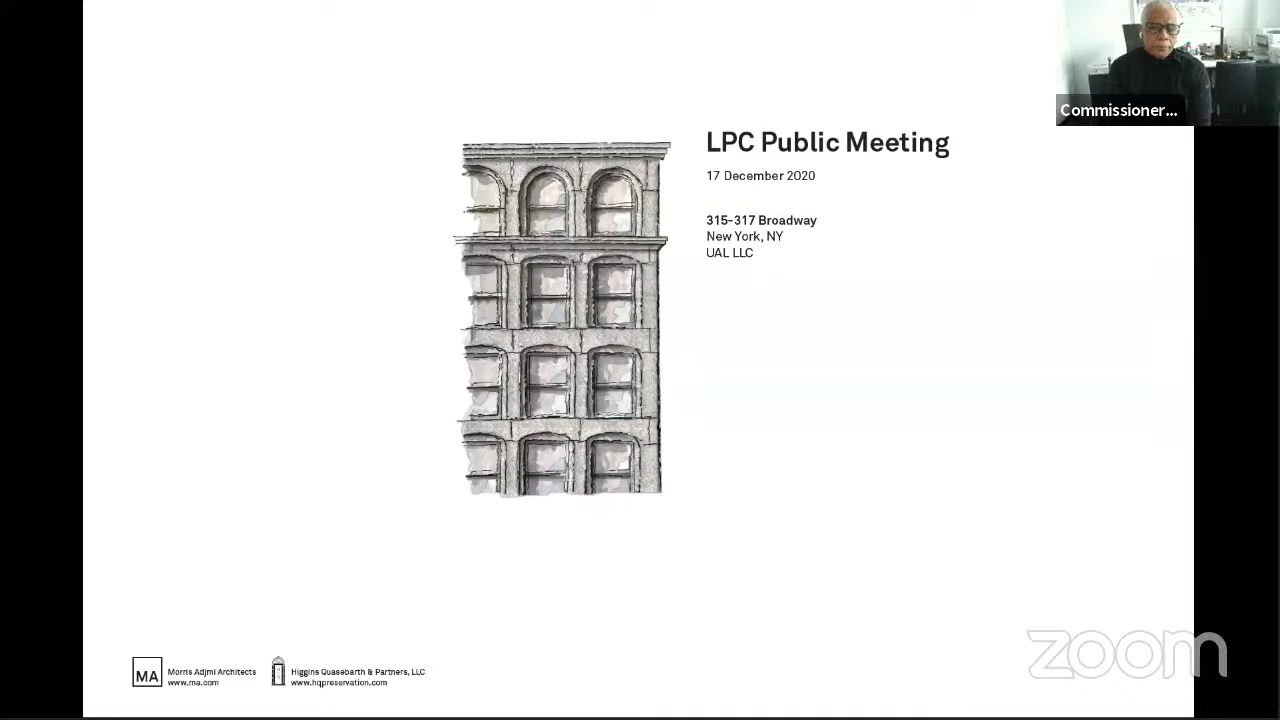 Commissioner...
LPC Public Meeting
17 December 2020
315-317 Broadway
New York, NY
UAL LLC
MA
Morris Adjmi Architects
www.ma.com
Higgins Quasebarth & Partners, LLC
www.hqpreservation.com
zoom